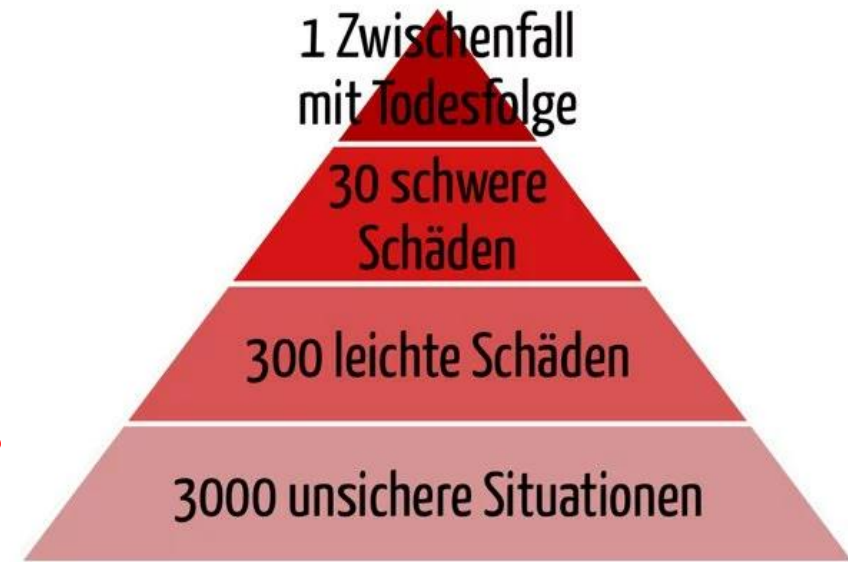 1 Zwischenfall
mit Todesfolge
30 schwere
Schäden
300 leichte Schäden
3000 unsichere Situationen